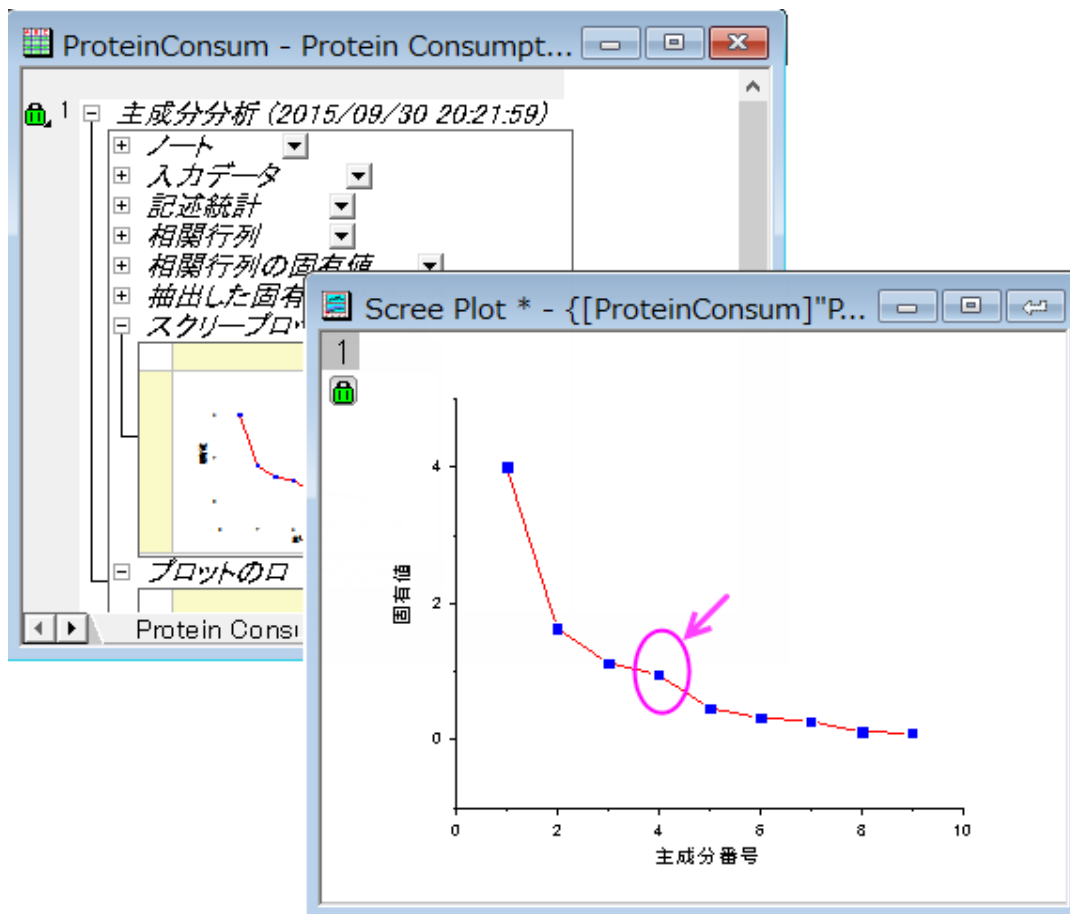 ProteinConsum - Protein Consumpt...
1 主成分分析 (2015/09/30 20:21:59)
ノート
入力データ
記述統計
相関行列
相関行列の固有値
抽出した固有
スクリープロッ
プロットのロ
Protein Consu
Scree Plot * - {[ProteinConsum]"P...
1
4
2
0
固有値
0 2 4 6 8 10
主成分番号